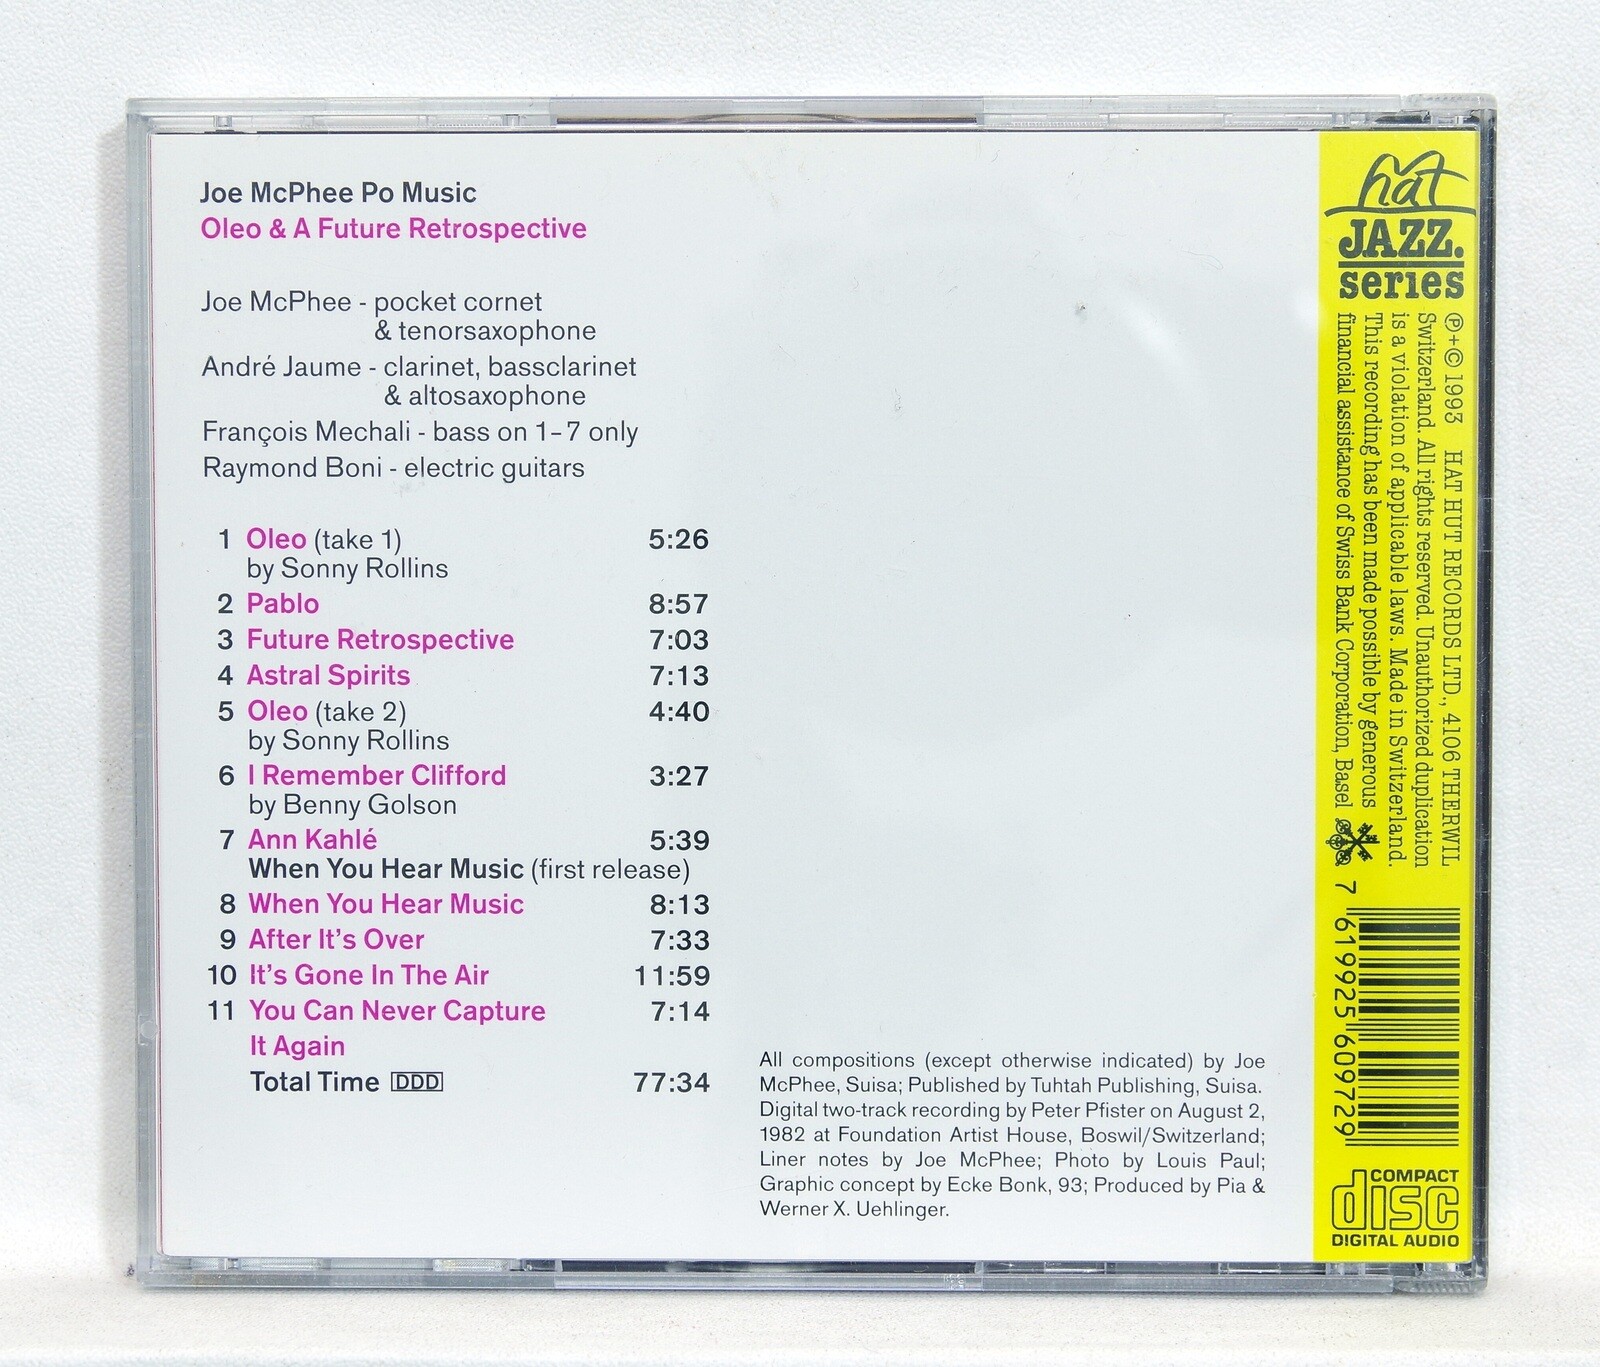 Joe McPhee Po Music
Oleo & A Future Retrospective
Joe McPhee - pocket cornet
& tenorsaxophone
André Jaume - clarinet, bassclarinet
& altosaxophone
François Mechali - bass on 1–7 only
Raymond Boni - electric guitars
1 Oleo (take 1) 5:26
by Sonny Rollins
2 Pablo 8:57
3 Future Retrospective 7:03
4 Astral Spirits 7:13
5 Oleo (take 2) 4:40
by Sonny Rollins
6 I Remember Clifford 3:27
by Benny Golson
7 Ann Kahlé 5:39
When You Hear Music (first release)
8 When You Hear Music 8:13
9 After It's Over 7:33
10 It's Gone In The Air 11:59
11 You Can Never Capture 7:14
It Again
Total Time DDD 77:34
All compositions (except otherwise indicated) by Joe
McPhee, Suisa; Published by Tuhtah Publishing, Suisa.
Digital two-track recording by Peter Pfister on August 2,
1982 at Foundation Artist House, Boswil/Switzerland;
Liner notes by Joe McPhee; Photo by Louis Paul;
Graphic concept by Ecke Bonk, 93; Produced by Pia &
Werner X. Uehlinger.
hat
JAZZ.
series
℗+© 1993 HAT HUT RECORDS LTD., 4106 THERWIL
Switzerland. All rights reserved. Unauthorized duplication
is a violation of applicable laws. Made in Switzerland.
This recording has been made possible by generous
financial assistance of Swiss Bank Corporation, Basel
7 619925 609729
COMPACT
disc
DIGITAL AUDIO